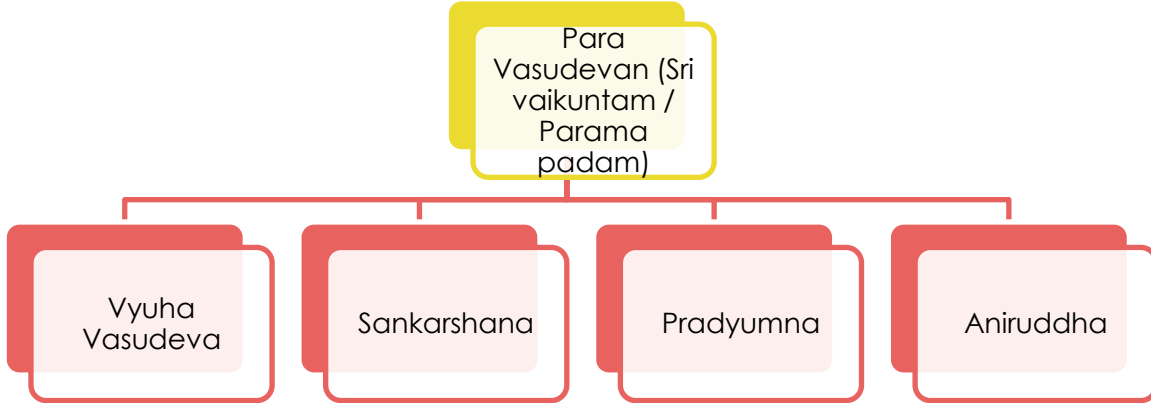 Para
Vasudevan (Sri
vaikuntam /
Parama
padam)
Vyuha
Vasudeva
Sankarshana
Pradyumna
Aniruddha